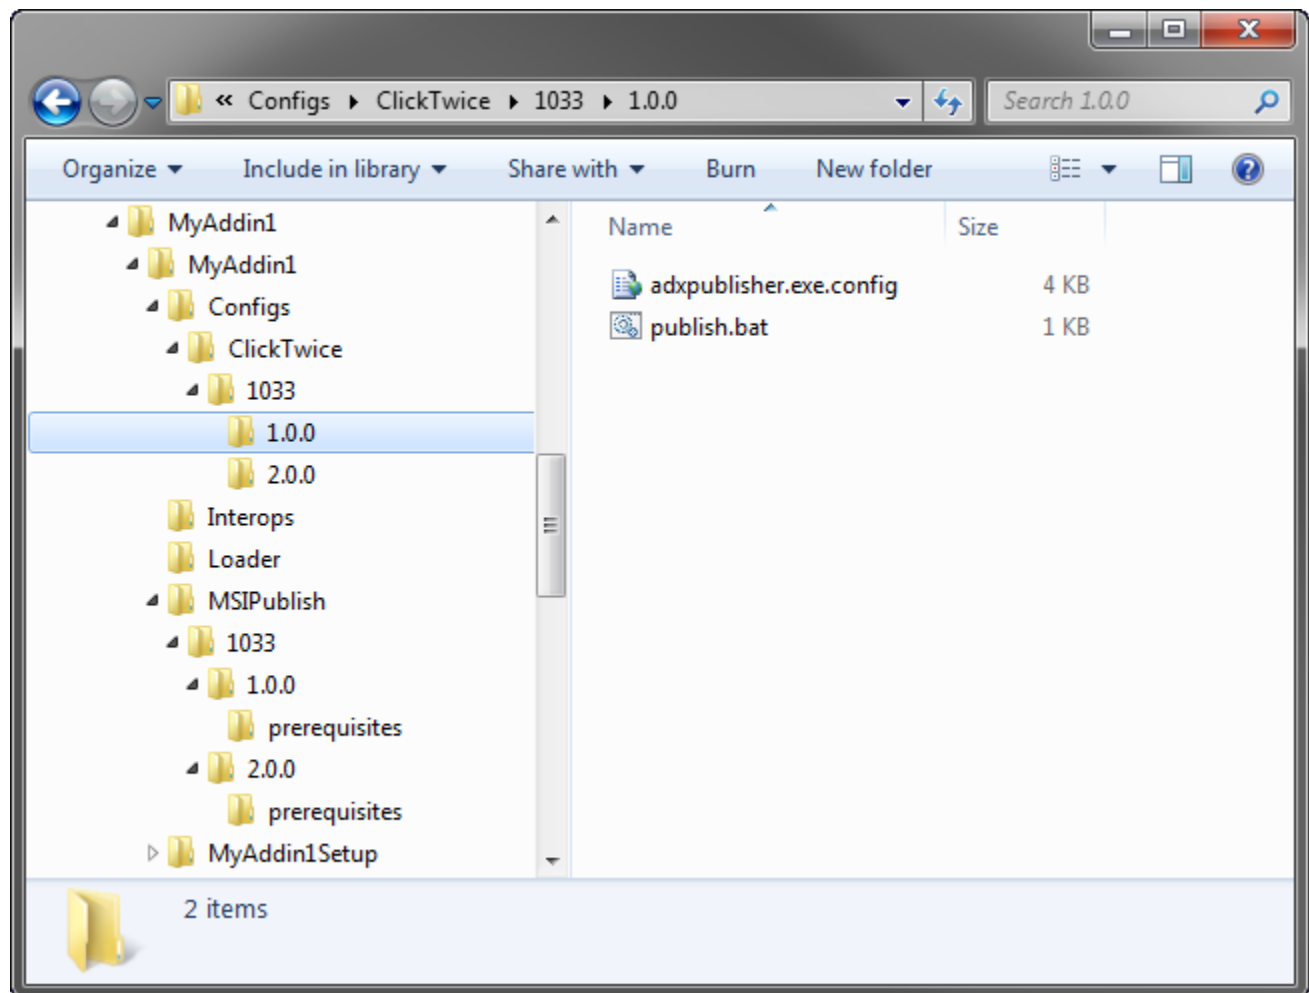 « Configs ▸ ClickTwice ▸ 1033 ▸ 1.0.0
Search 1.0.0
Organize
Include in library
Share with
Burn
New folder
MyAddin1
MyAddin1
Configs
ClickTwice
1033
1.0.0
2.0.0
Interops
Loader
MSIPublish
1033
1.0.0
prerequisites
2.0.0
prerequisites
MyAddin1Setup
Name Size
adxpublisher.exe.config 4 KB
publish.bat 1 KB
2 items